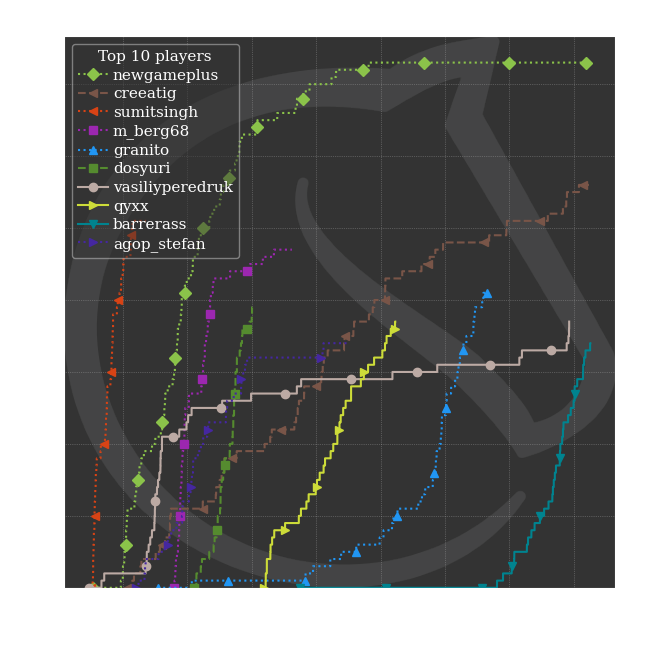 Top 10 players
newgameplus
creeatig
sumitsingh
m_berg68
granito
dosyuri
vasiliyperedruk
qyxx
barrerass
agop_stefan